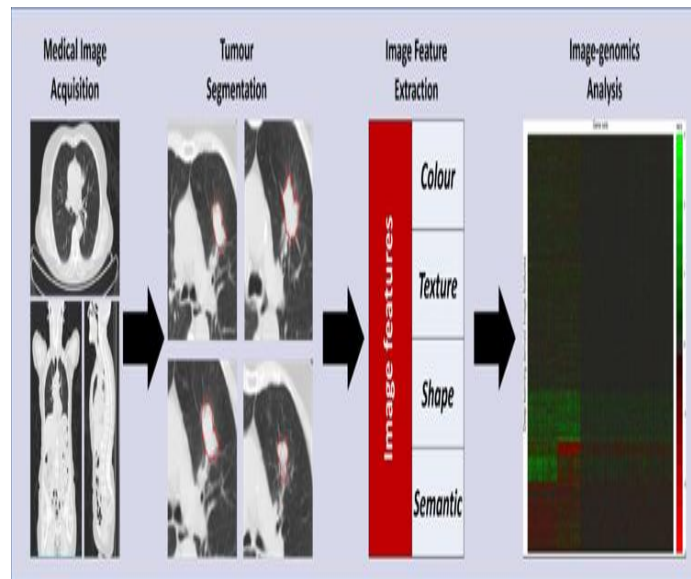 Medical Image
Acquisition
Tumour
Segmentation
Image Feature
Extraction
Image-genomics
Analysis
Image features
Colour
Texture
Shape
Semantic